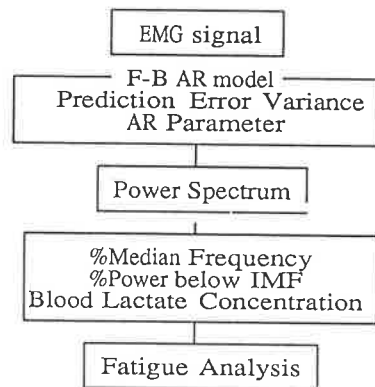 EMG signal
F-B AR model
Prediction Error Variance
AR Parameter
Power Spectrum
%Median Frequency
%Power below IMF
Blood Lactate Concentration
Fatigue Analysis